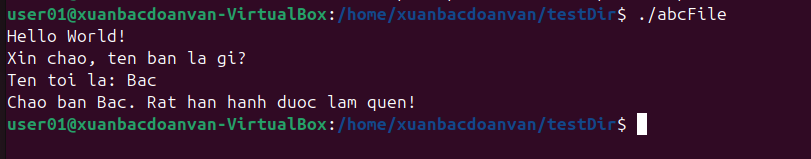 user01@xuanbacdoanvan-VirtualBox:/home/xuanbacdoanvan/testDir$ ./abcFile
Hello World!
Xin chao, ten ban la gi?
Ten toi la: Bac
Chao ban Bac. Rat han hanh duoc lam quen!
user01@xuanbacdoanvan-VirtualBox:/home/xuanbacdoanvan/testDir$